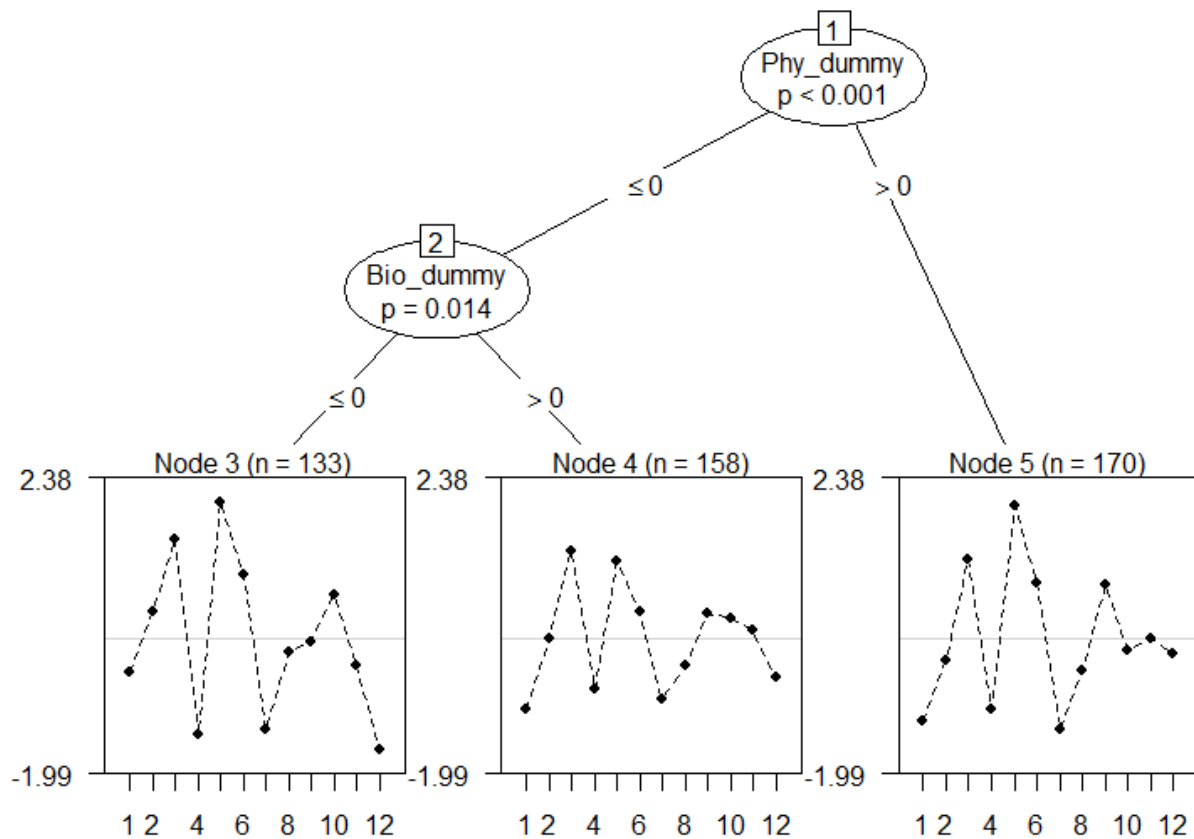 1
Phy_dummy
p < 0.001
≤ 0
> 0
2
Bio_dummy
p = 0.014
≤ 0
> 0
Node 3 (n = 133)
2.38
-1.99
1 2 4 6 8 10 12
Node 4 (n = 158)
2.38
-1.99
1 2 4 6 8 10 12
Node 5 (n = 170)
2.38
-1.99
1 2 4 6 8 10 12